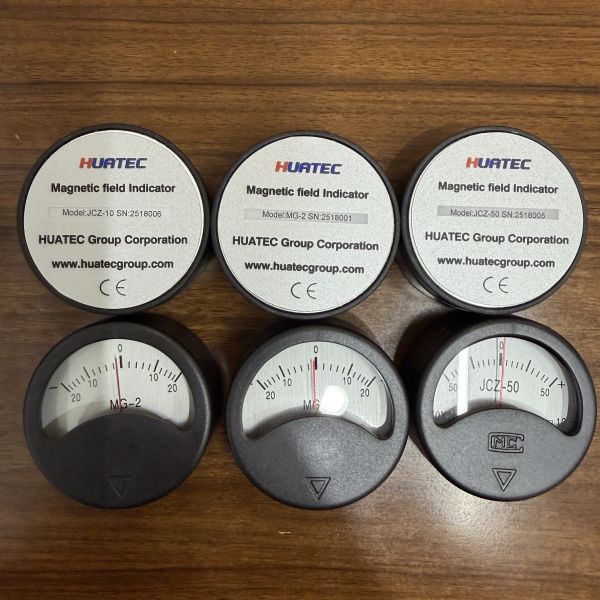 HUATEC
Magnetic field Indicator
Model:JCZ-10 SN:2518006
HUATEC Group Corporation
www.huatecgroup.com
CE
HUATEC
Magnetic field Indicator
Model:MG-2 SN:2518001
HUATEC Group Corporation
www.huatecgroup.com
CE
HUATEC
Magnetic field Indicator
Model:JCZ-50 SN:2518005
HUATEC Group Corporation
www.huatecgroup.com
CE
0
- 20 10 10 20
MG-2
0
20 10 10 20
MG
0
50 50 +
JCZ-50
MC